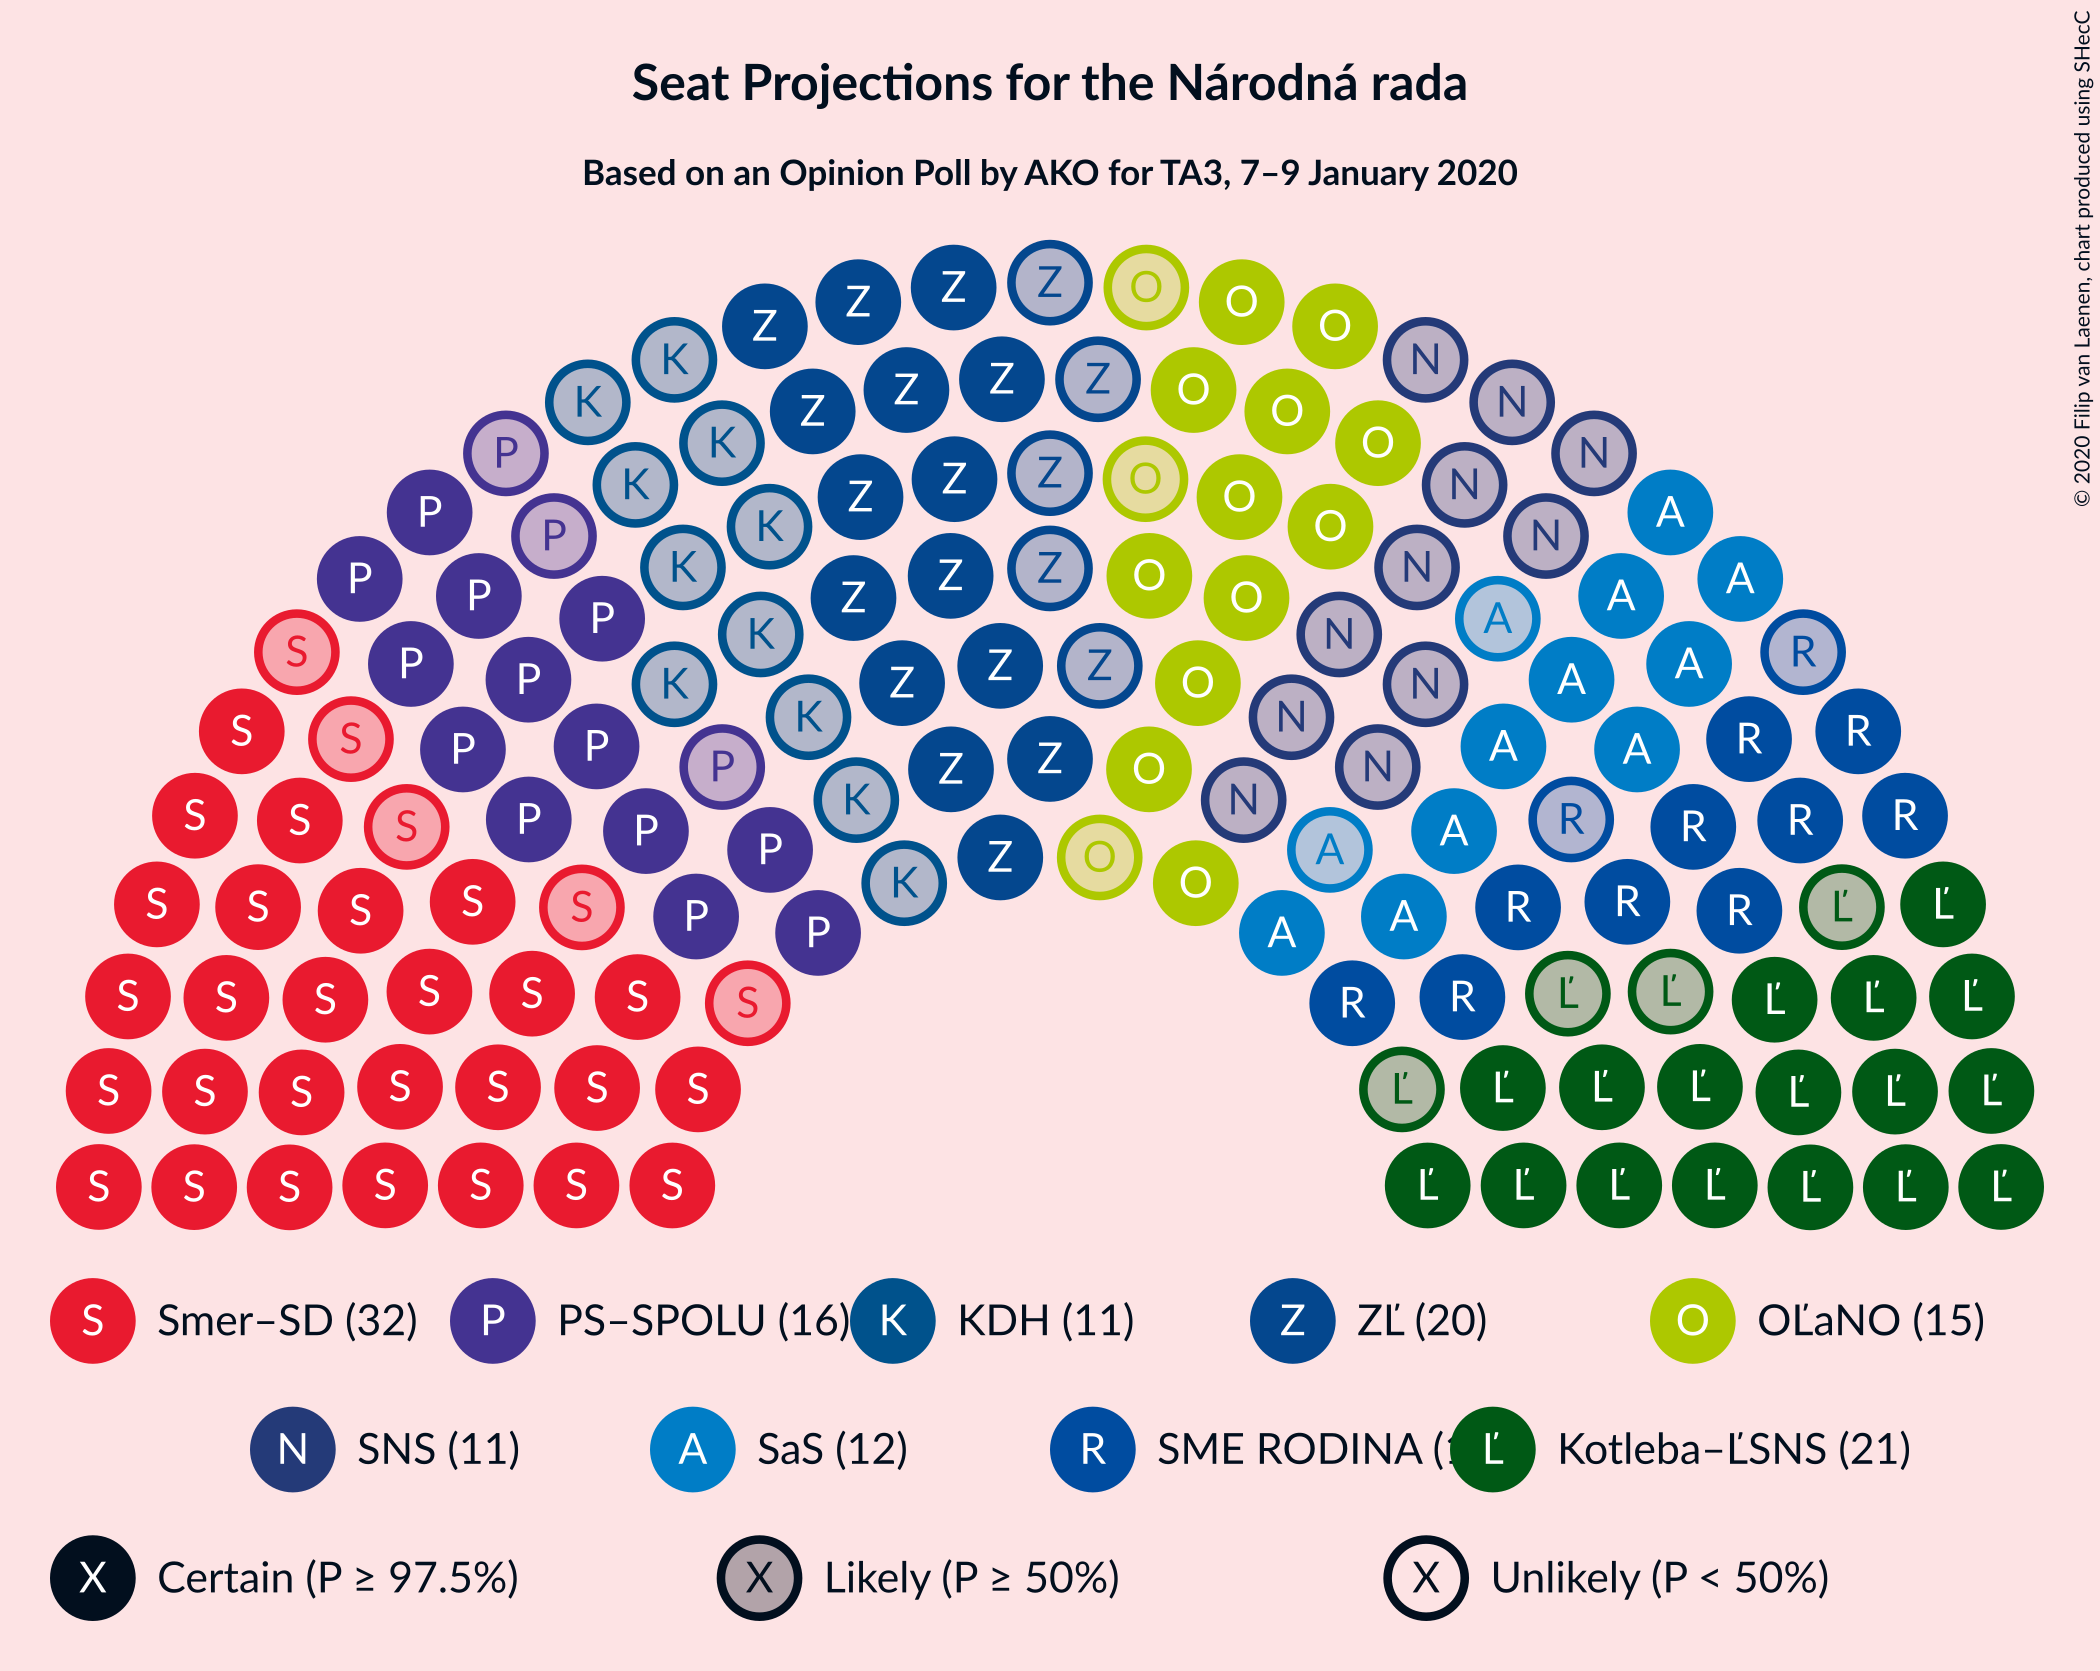 Seat Projections for the Národná rada
Based on an Opinion Poll by AKO for TA3, 7–9 January 2020
© 2020 Filip van Laenen, chart produced using SHecC
Z Z Z Z O O O
K K Z Z Z Z O O O N N
P K K Z Z Z O O O N N N
P P K K Z Z Z O O N N A
P P P K Z Z Z O N A A A
S P P K K Z O N N A A R
S S P P P K Z Z O N N A A R R
S S S P P P K Z O O N A A R R R R
S S S S S P P K O A A R R R Ľ Ľ
S S S S S S S R R Ľ Ľ Ľ Ľ Ľ
S S S S S S S Ľ Ľ Ľ Ľ Ľ Ľ Ľ
S S S S S S S Ľ Ľ Ľ Ľ Ľ Ľ Ľ
S Smer–SD (32) P PS–SPOLU (16) K KDH (11) Z ZĽ (20) O OĽaNO (15)
N SNS (11) A SaS (12) R SME RODINA ( Ľ Kotleba–ĽSNS (21)
X Certain (P ≥ 97.5%) X Likely (P ≥ 50%) X Unlikely (P < 50%)